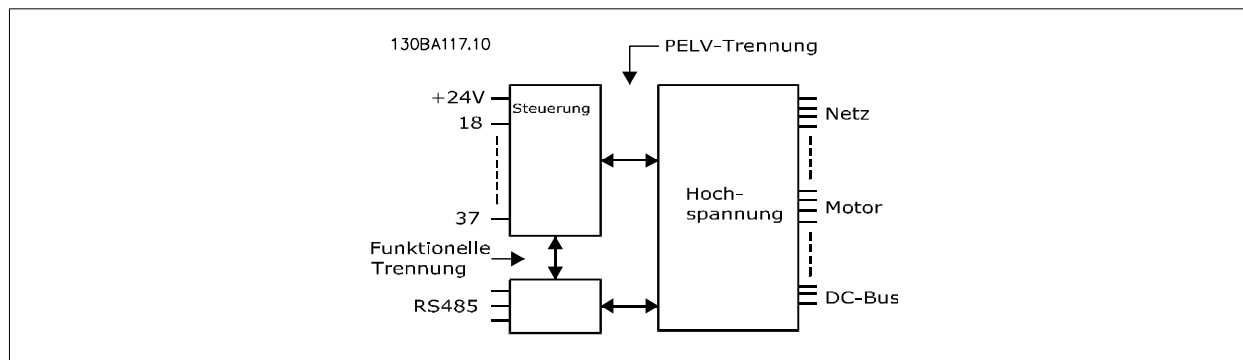 130BA117.10
PELV-Trennung
+24V
Steuerung
18
37
Hoch-
spannung
Netz
Motor
Funktionelle
Trennung
RS485
DC-Bus